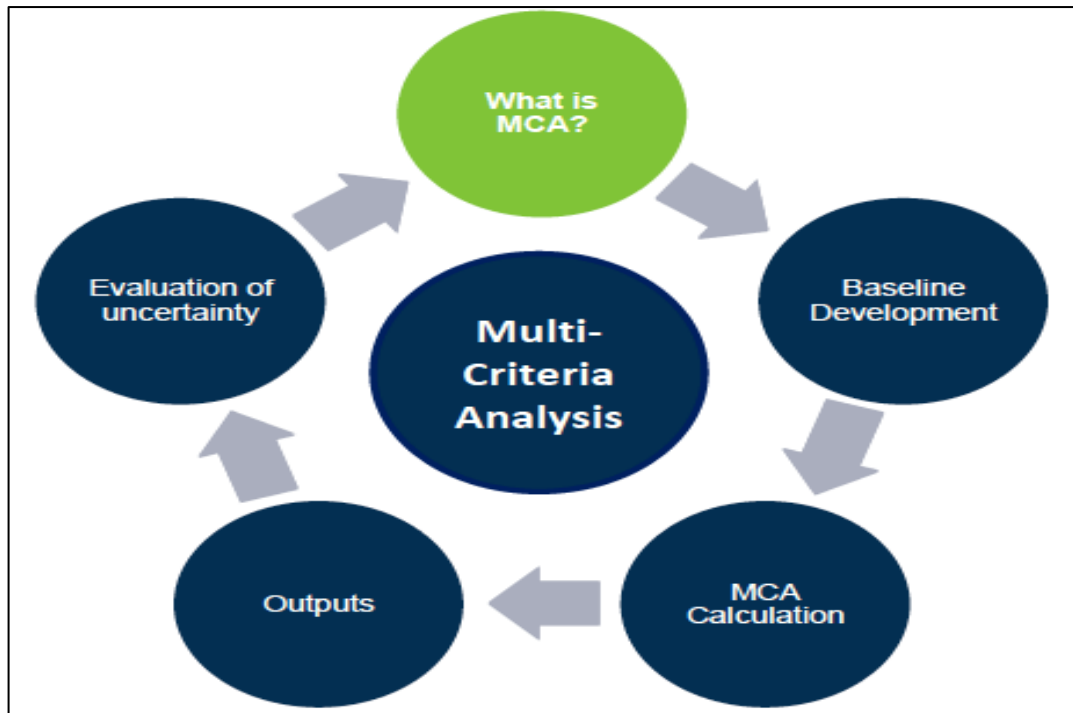 What is
MCA?
Baseline
Development
MCA
Calculation
Outputs
Evaluation of
uncertainty
Multi-
Criteria
Analysis